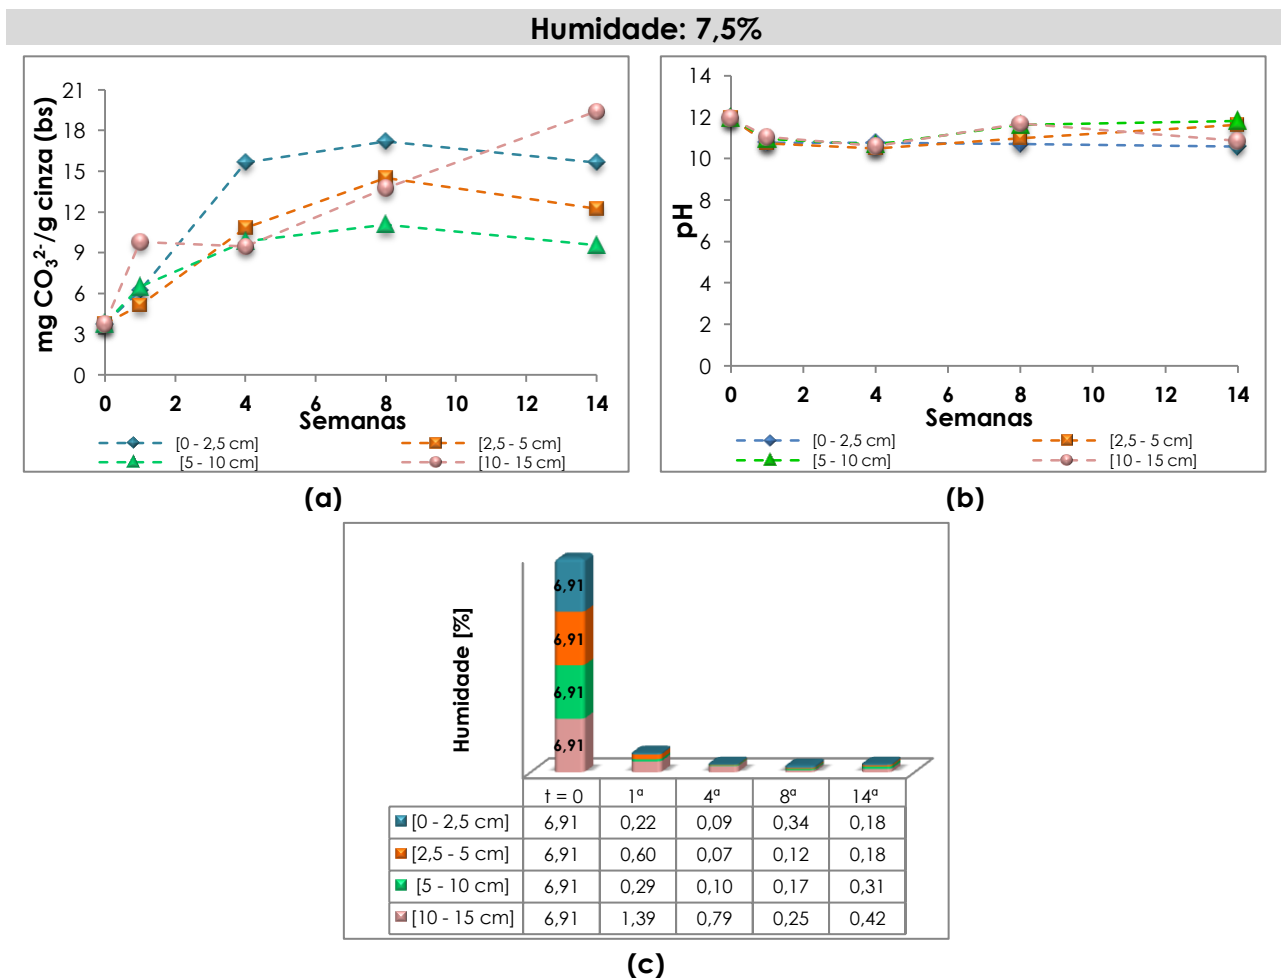 Humidade: 7,5%
mg CO₃²⁻/g cinza (bs)
21
18
15
12
9
6
3
0
0 2 4 6 8 10 12 14
Semanas
[0 - 2,5 cm] [2,5 - 5 cm]
[5 - 10 cm] [10 - 15 cm]
(a)
pH
14
12
10
8
6
4
2
0
0 2 4 6 8 10 12 14
Semanas
[0 - 2,5 cm] [2,5 - 5 cm]
[5 - 10 cm] [10 - 15 cm]
(b)
Humidade [%]
6,91
6,91
6,91
6,91
t = 0 1ª 4ª 8ª 14ª
[0 - 2,5 cm] 6,91 0,22 0,09 0,34 0,18
[2,5 - 5 cm] 6,91 0,60 0,07 0,12 0,18
[5 - 10 cm] 6,91 0,29 0,10 0,17 0,31
[10 - 15 cm] 6,91 1,39 0,79 0,25 0,42
(c)